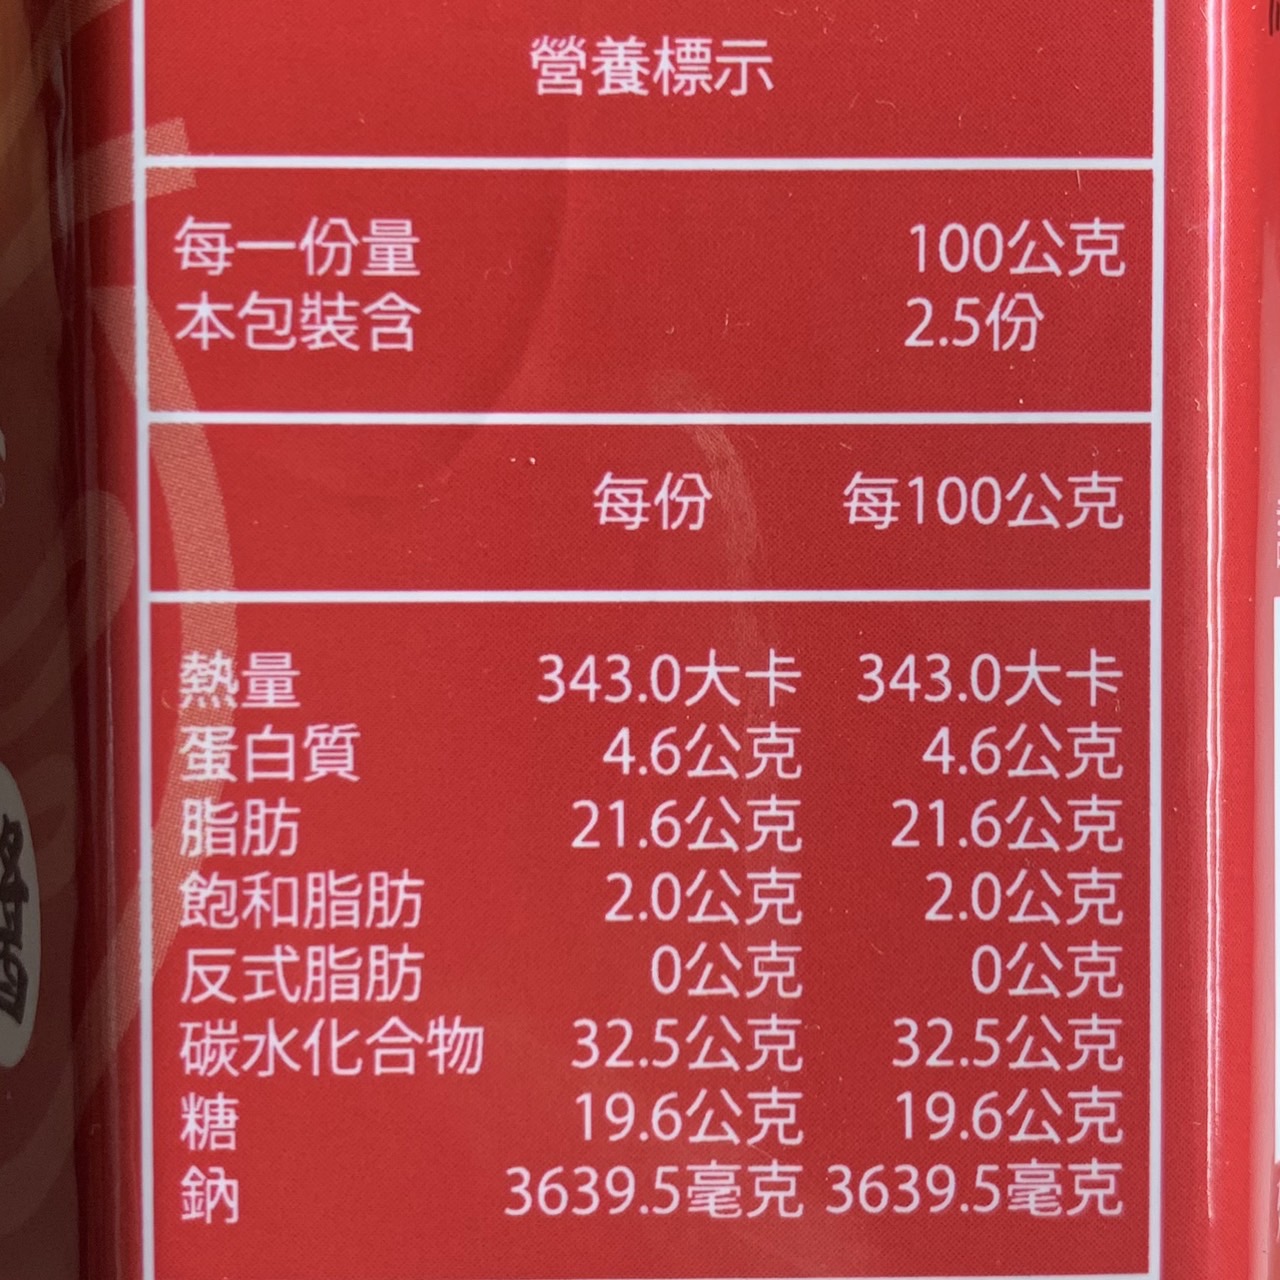 營養標示
每一份量 100公克
本包裝含 2.5份
每份 每100公克
熱量 343.0大卡 343.0大卡
蛋白質 4.6公克 4.6公克
脂肪 21.6公克 21.6公克
飽和脂肪 2.0公克 2.0公克
反式脂肪 0公克 0公克
碳水化合物 32.5公克 32.5公克
糖 19.6公克 19.6公克
鈉 3639.5毫克 3639.5毫克